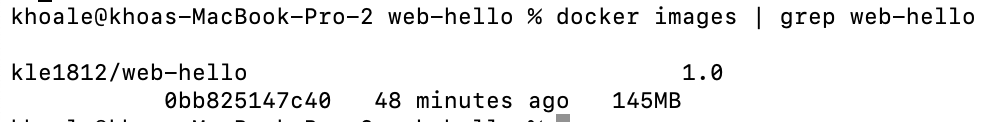 khoale@khoas-MacBook-Pro-2 web-hello % docker images | grep web-hello
kle1812/web-hello 1.0
0bb825147c40 48 minutes ago 145MB